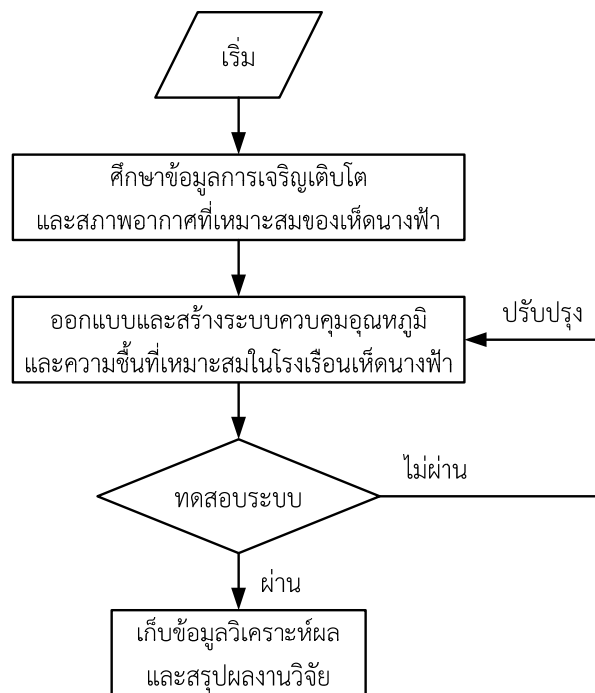 เริ่ม
ศึกษาข้อมูลการเจริญเติบโต
และสภาพอากาศที่เหมาะสมของเห็ดนางฟ้า
ออกแบบและสร้างระบบควบคุมอุณหภูมิ
และความชื้นที่เหมาะสมในโรงเรือนเห็ดนางฟ้า
ปรับปรุง
ทดสอบระบบ
ไม่ผ่าน
ผ่าน
เก็บข้อมูลวิเคราะห์ผล
และสรุปผลงานวิจัย